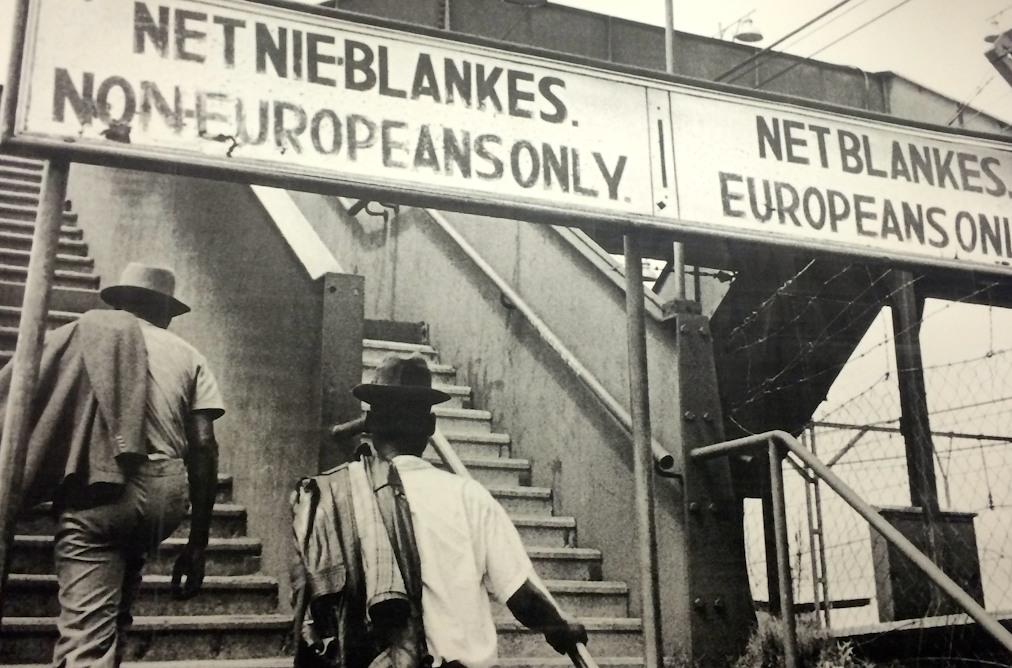 NET NIE-BLANKES.
NON-EUROPEANS ONLY.
NET BLANKES.
EUROPEANS ONL